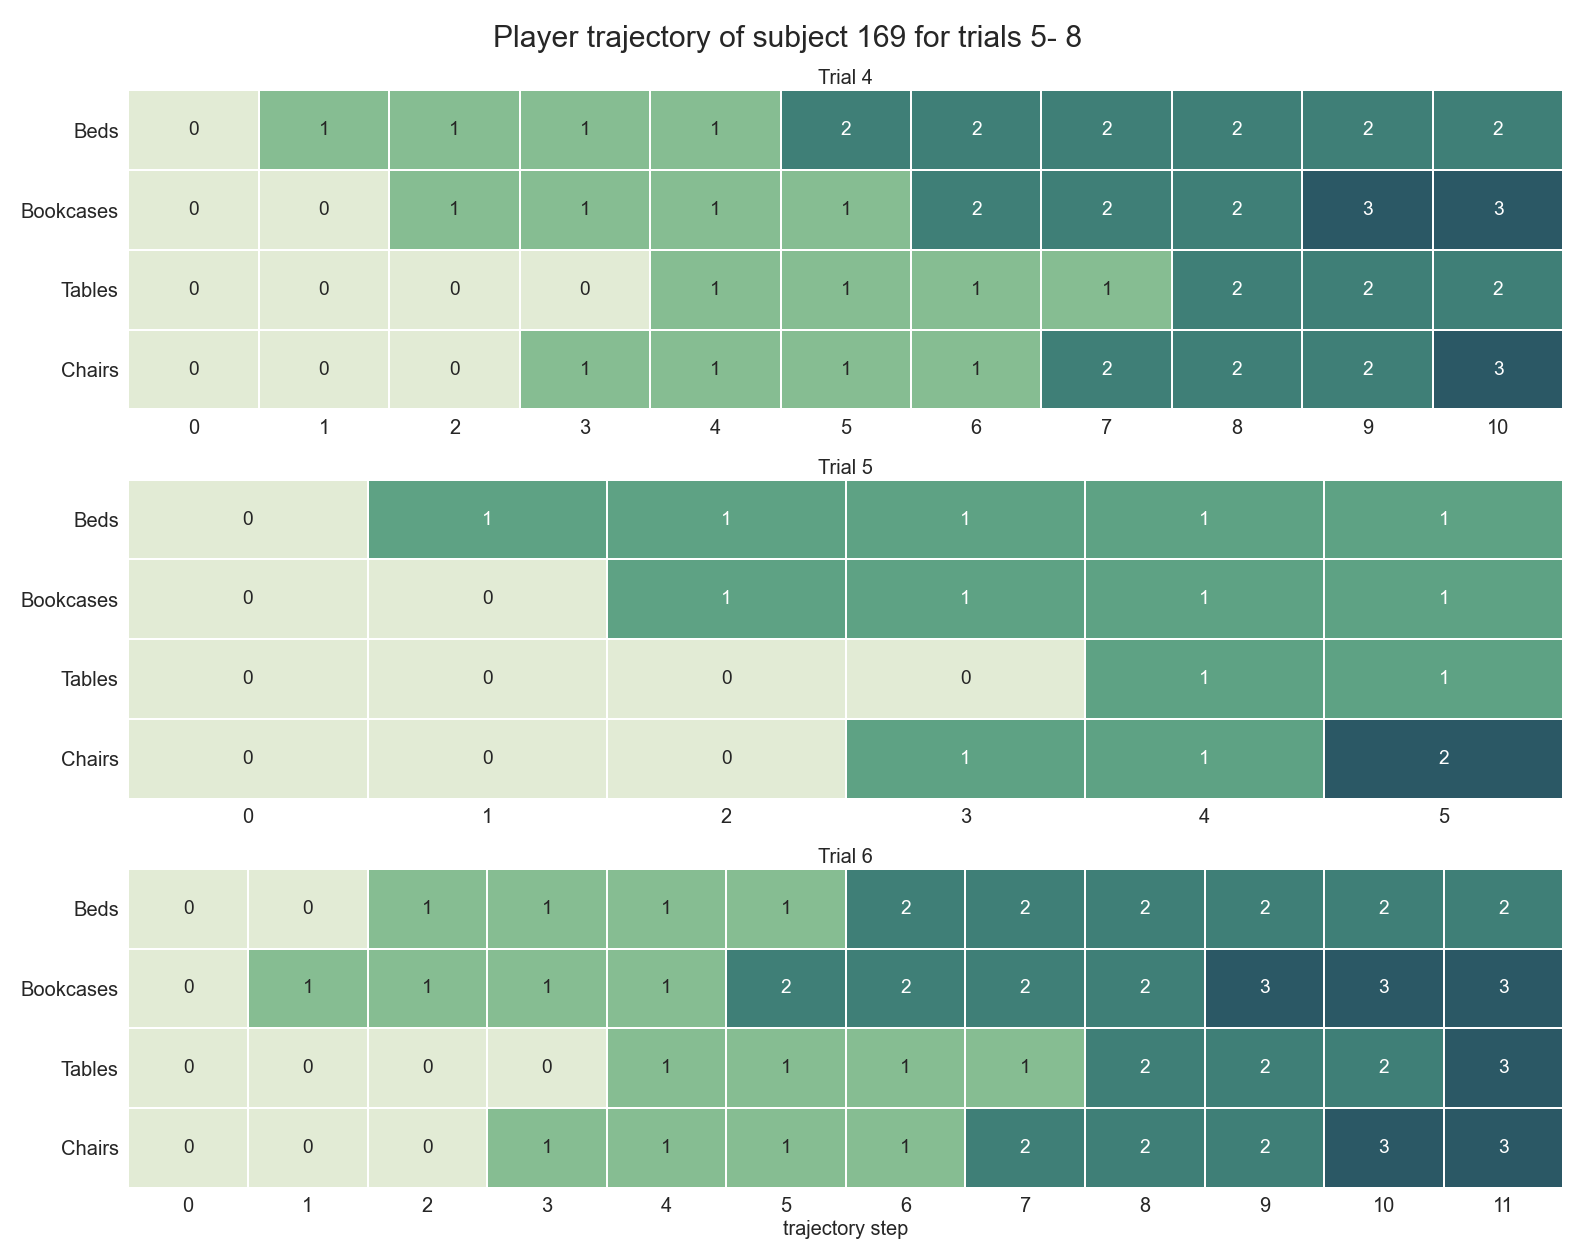 Player trajectory of subject 169 for trials 5- 8
Trial 4
Beds 0 1 1 1 1 2 2 2 2 2 2
Bookcases 0 0 1 1 1 1 2 2 2 3 3
Tables 0 0 0 0 1 1 1 1 2 2 2
Chairs 0 0 0 1 1 1 1 2 2 2 3
0 1 2 3 4 5 6 7 8 9 10
Trial 5
Beds 0 1 1 1 1 1
Bookcases 0 0 1 1 1 1
Tables 0 0 0 0 1 1
Chairs 0 0 0 1 1 2
0 1 2 3 4 5
Trial 6
Beds 0 0 1 1 1 1 2 2 2 2 2 2
Bookcases 0 1 1 1 1 2 2 2 2 3 3 3
Tables 0 0 0 0 1 1 1 1 2 2 2 3
Chairs 0 0 0 1 1 1 1 2 2 2 3 3
0 1 2 3 4 5 6 7 8 9 10 11
trajectory step